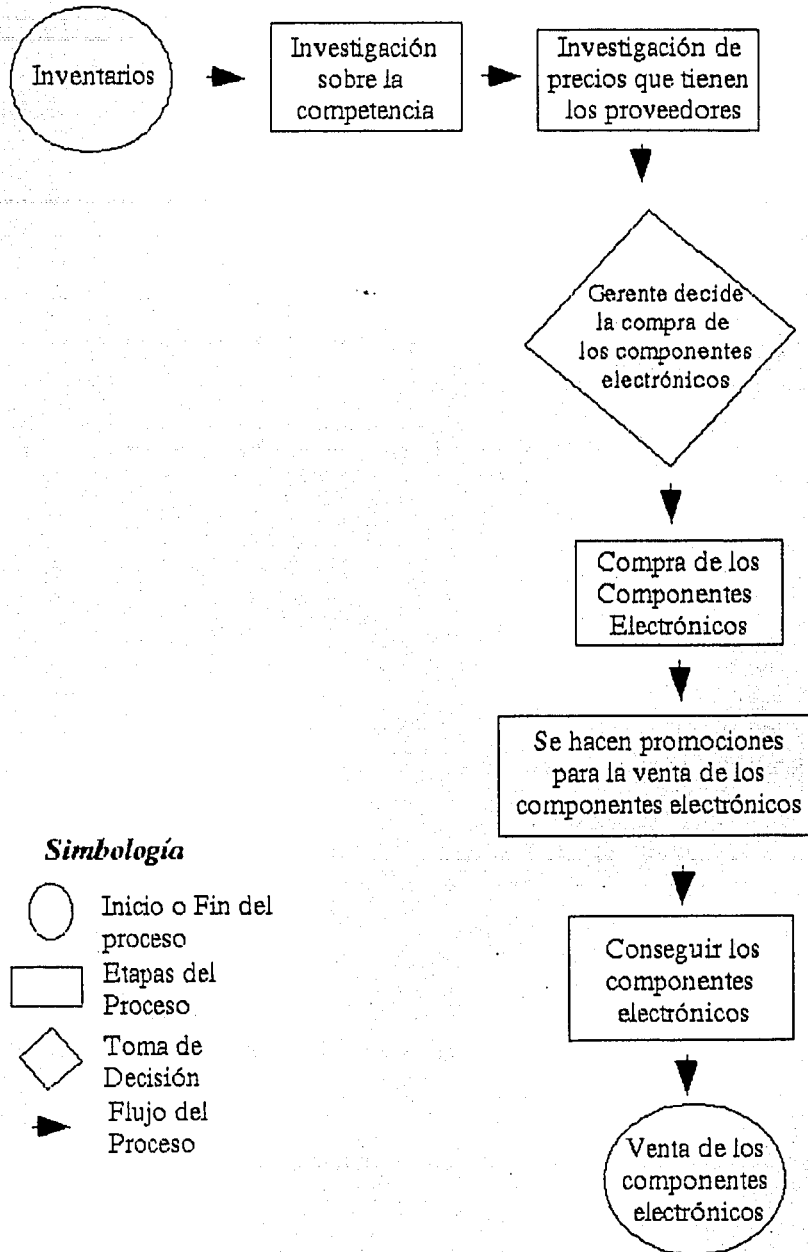 Inventarios
Investigación
sobre la
competencia
Investigación de
precios que tienen
los proveedores
Gerente decide
la compra de
los componentes
electrónicos
Compra de los
Componentes
Electrónicos
Se hacen promociones
para la venta de los
componentes electrónicos
Conseguir los
componentes
electrónicos
Venta de los
componentes
electrónicos
Simbología
Inicio o Fin del
proceso
Etapas del
Proceso
Toma de
Decisión
Flujo del
Proceso